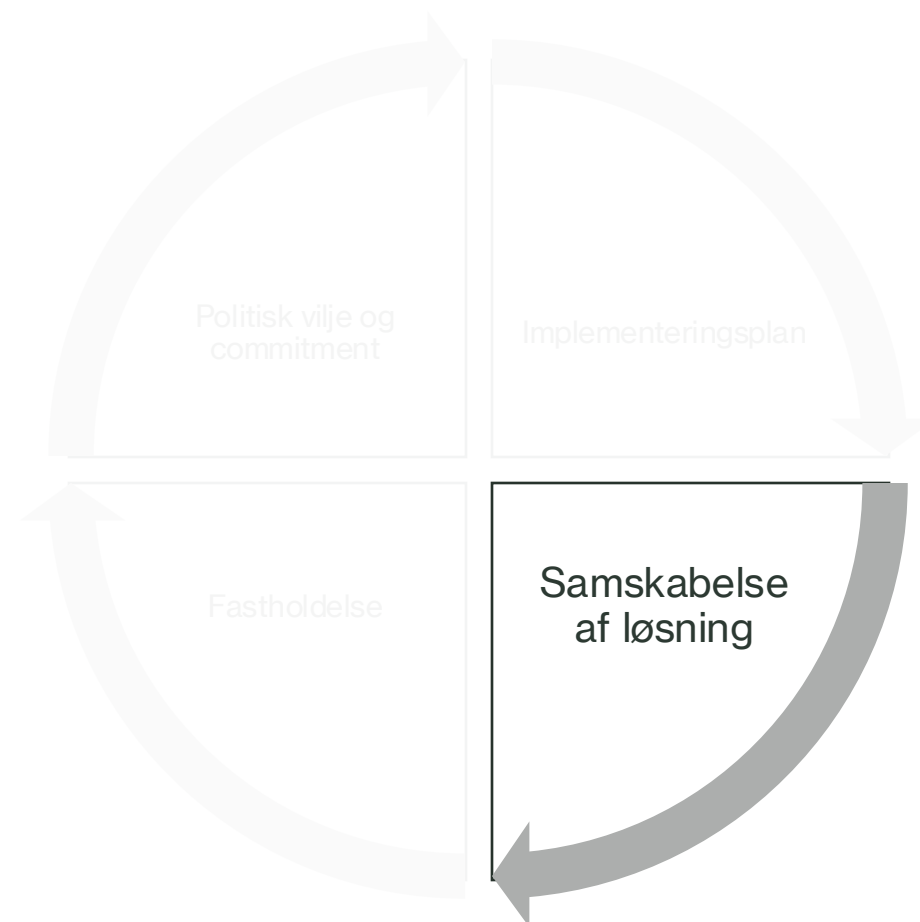 Politisk vilje og
commitment
Implementeringsplan
Fastholdelse
Samskabelse
af løsning